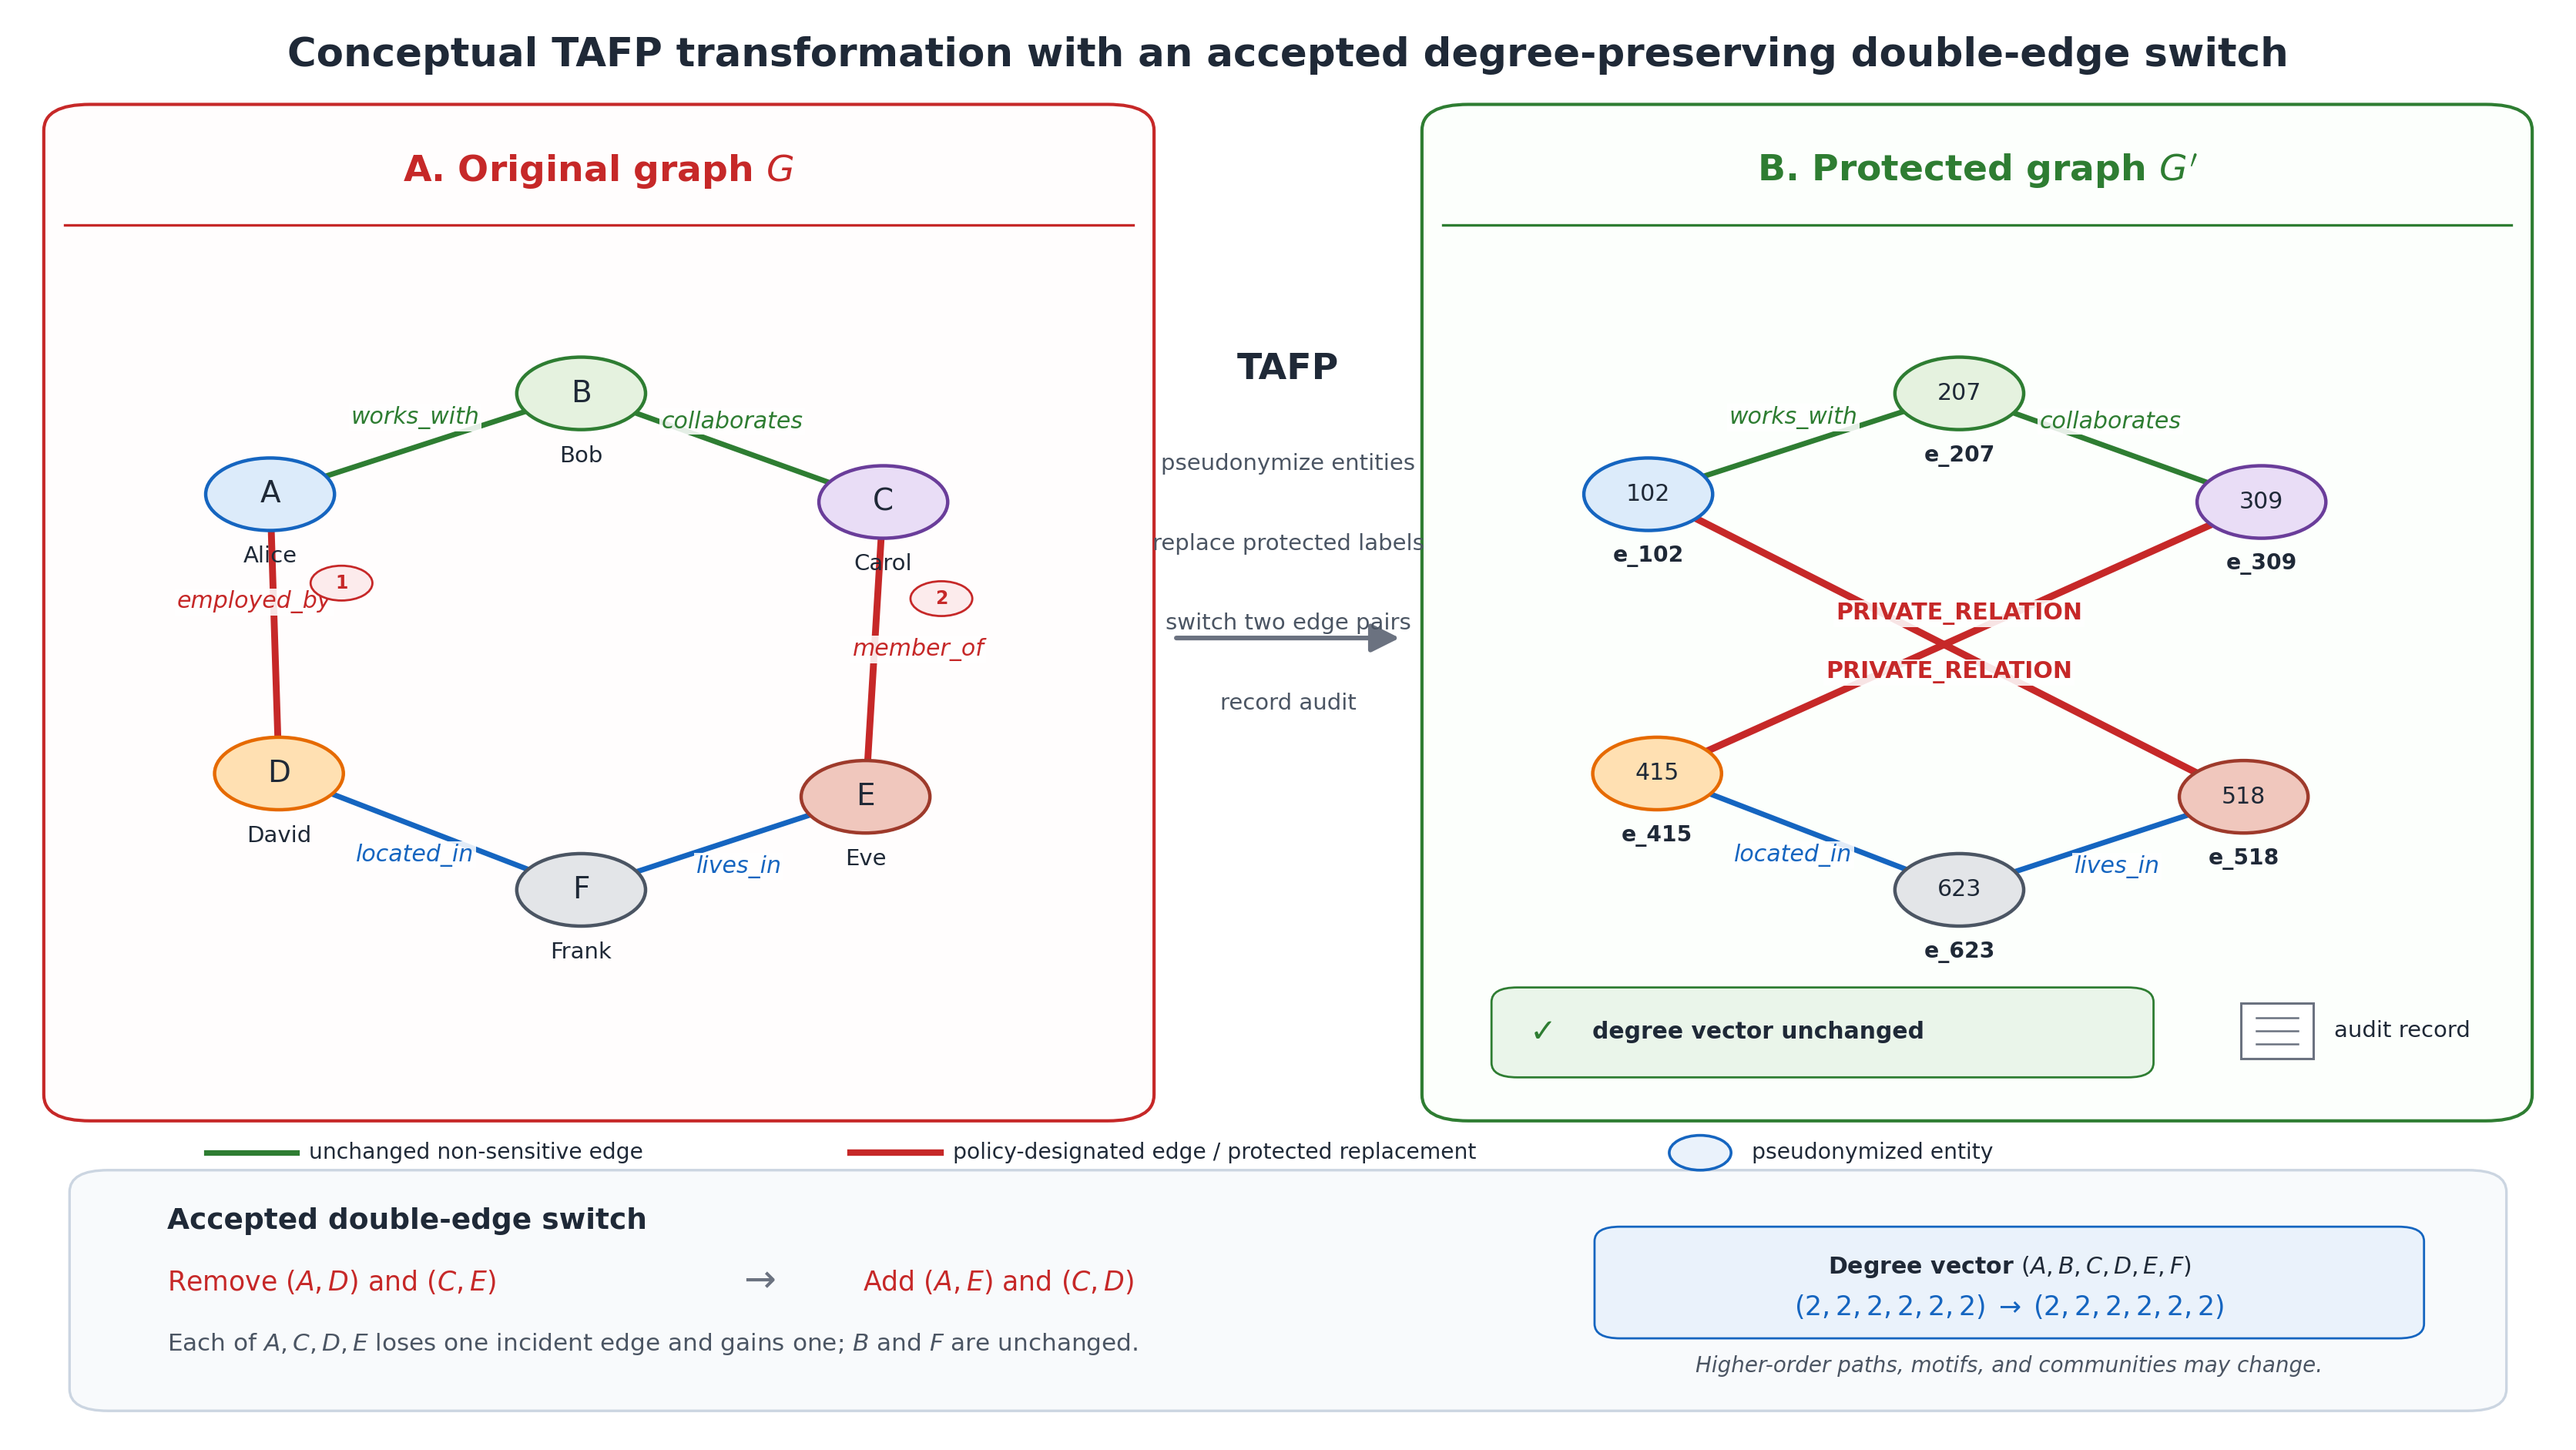 Conceptual TAFP transformation with an accepted degree-preserving double-edge switch
A. Original graph G
B
Bob
works_with
collaborates
A
Alice
C
Carol
1
employed_by
2
member_of
D
David
E
Eve
located_in
lives_in
F
Frank
TAFP
pseudonymize entities
replace protected labels
switch two edge pairs
record audit
B. Protected graph G′
207
e_207
works_with
collaborates
102
e_102
309
e_309
PRIVATE_RELATION
PRIVATE_RELATION
415
e_415
518
e_518
located_in
lives_in
623
e_623
✓ degree vector unchanged
audit record
unchanged non-sensitive edge
policy-designated edge / protected replacement
pseudonymized entity
Accepted double-edge switch
Remove (A, D) and (C, E) → Add (A, E) and (C, D)
Each of A, C, D, E loses one incident edge and gains one; B and F are unchanged.
Degree vector (A, B, C, D, E, F)
(2, 2, 2, 2, 2, 2) → (2, 2, 2, 2, 2, 2)
Higher-order paths, motifs, and communities may change.